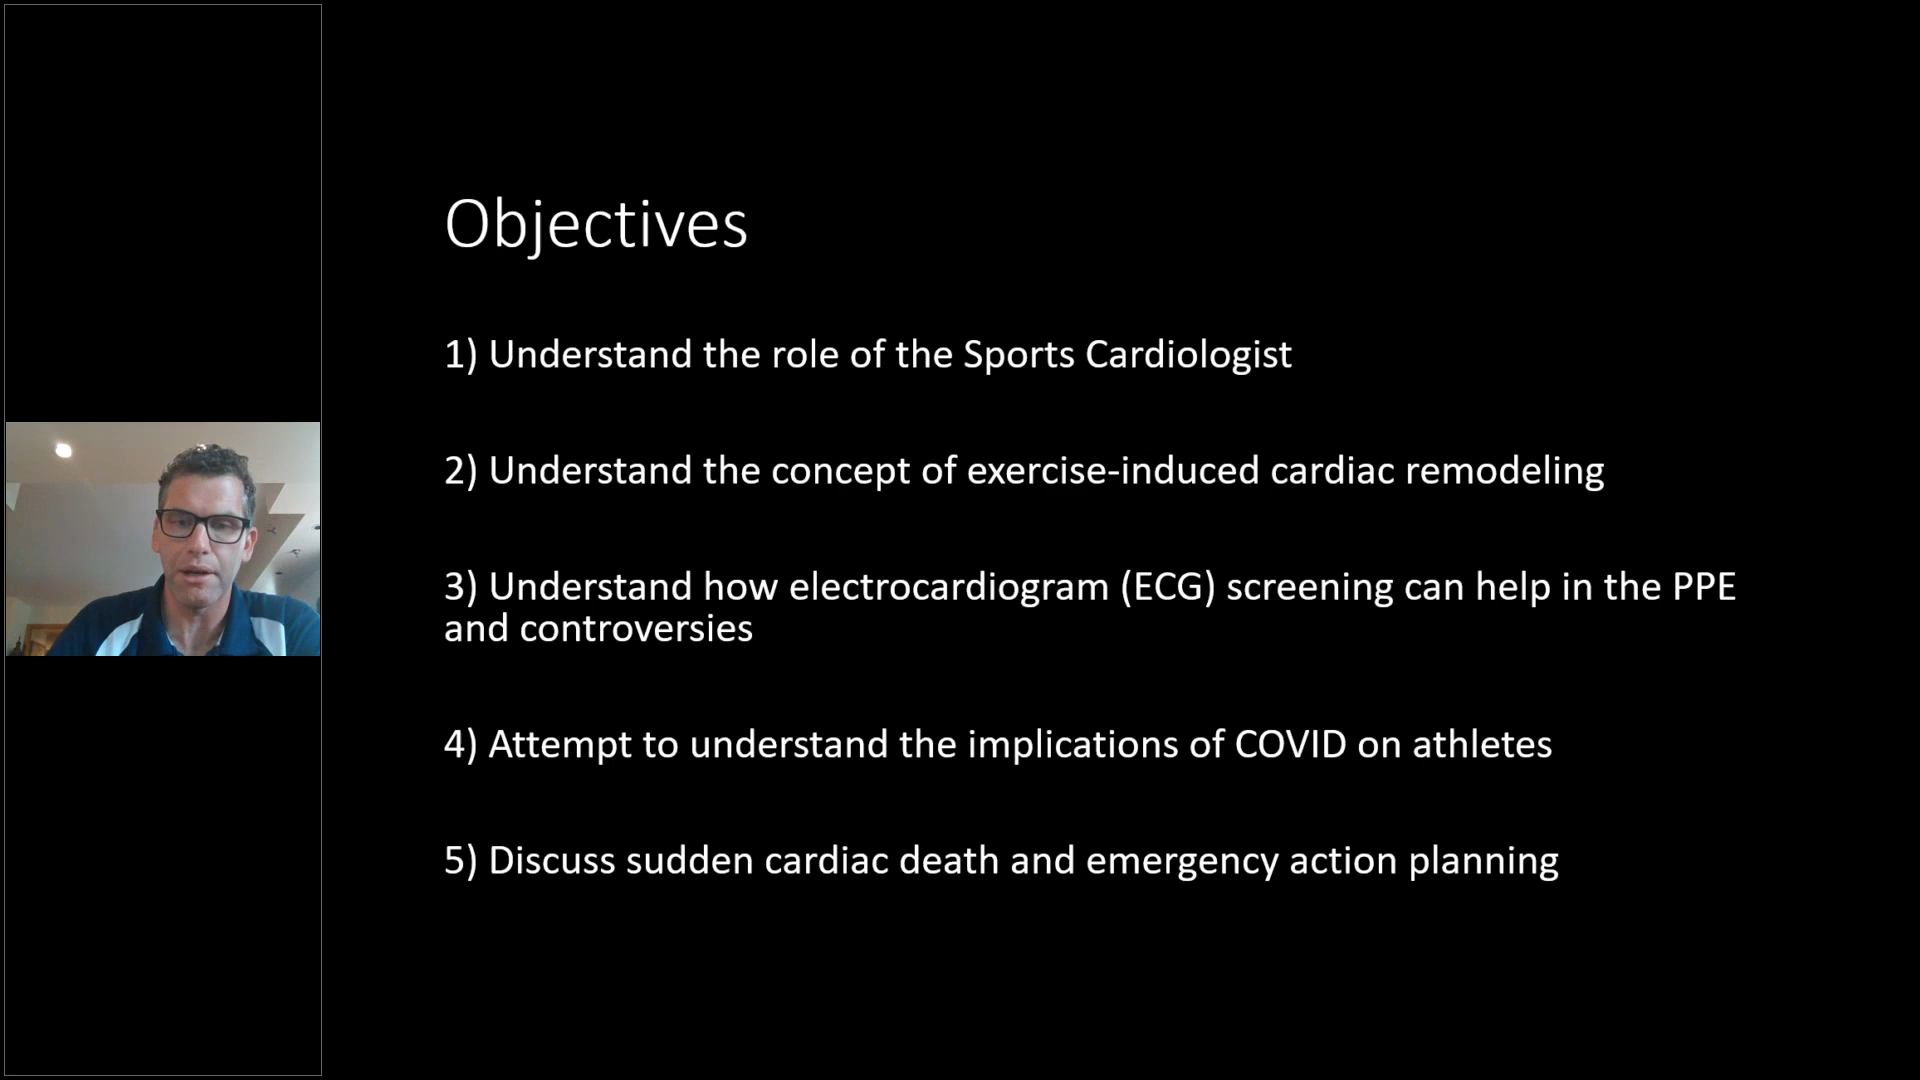 Objectives
1) Understand the role of the Sports Cardiologist
2) Understand the concept of exercise-induced cardiac remodeling
3) Understand how electrocardiogram (ECG) screening can help in the PPE
and controversies
4) Attempt to understand the implications of COVID on athletes
5) Discuss sudden cardiac death and emergency action planning